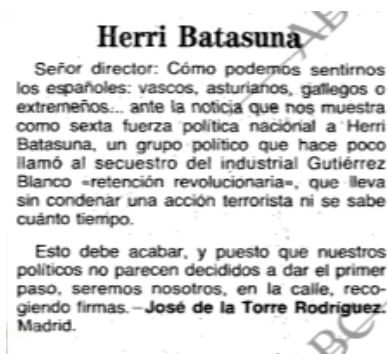 Herri Batasuna
Señor director: Cómo podemos sentirnos
los españoles: vascos, asturianos, gallegos o
extremeños... ante la noticia que nos muestra
como sexta fuerza política nacional a Herri
Batasuna, un grupo político que hace poco
llamó al secuestro del industrial Gutiérrez
Blanco «retención revolucionaria», que lleva
sin condenar una acción terrorista ni se sabe
cuánto tiempo.
Esto debe acabar, y puesto que nuestros
políticos no parecen decididos a dar el primer
paso, seremos nosotros, en la calle, reco-
giendo firmas.—José de la Torre Rodríguez.
Madrid.
ABC
ABC